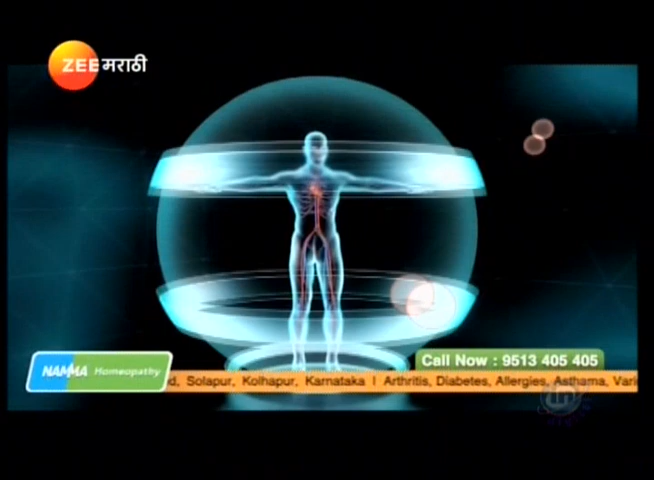 ZEE मराठी
Call Now : 9513 405 405
NAMMA Homeopathy
d, Solapur, Kolhapur, Karnataka | Arthritis, Diabetes, Allergies, Asthama, Vari